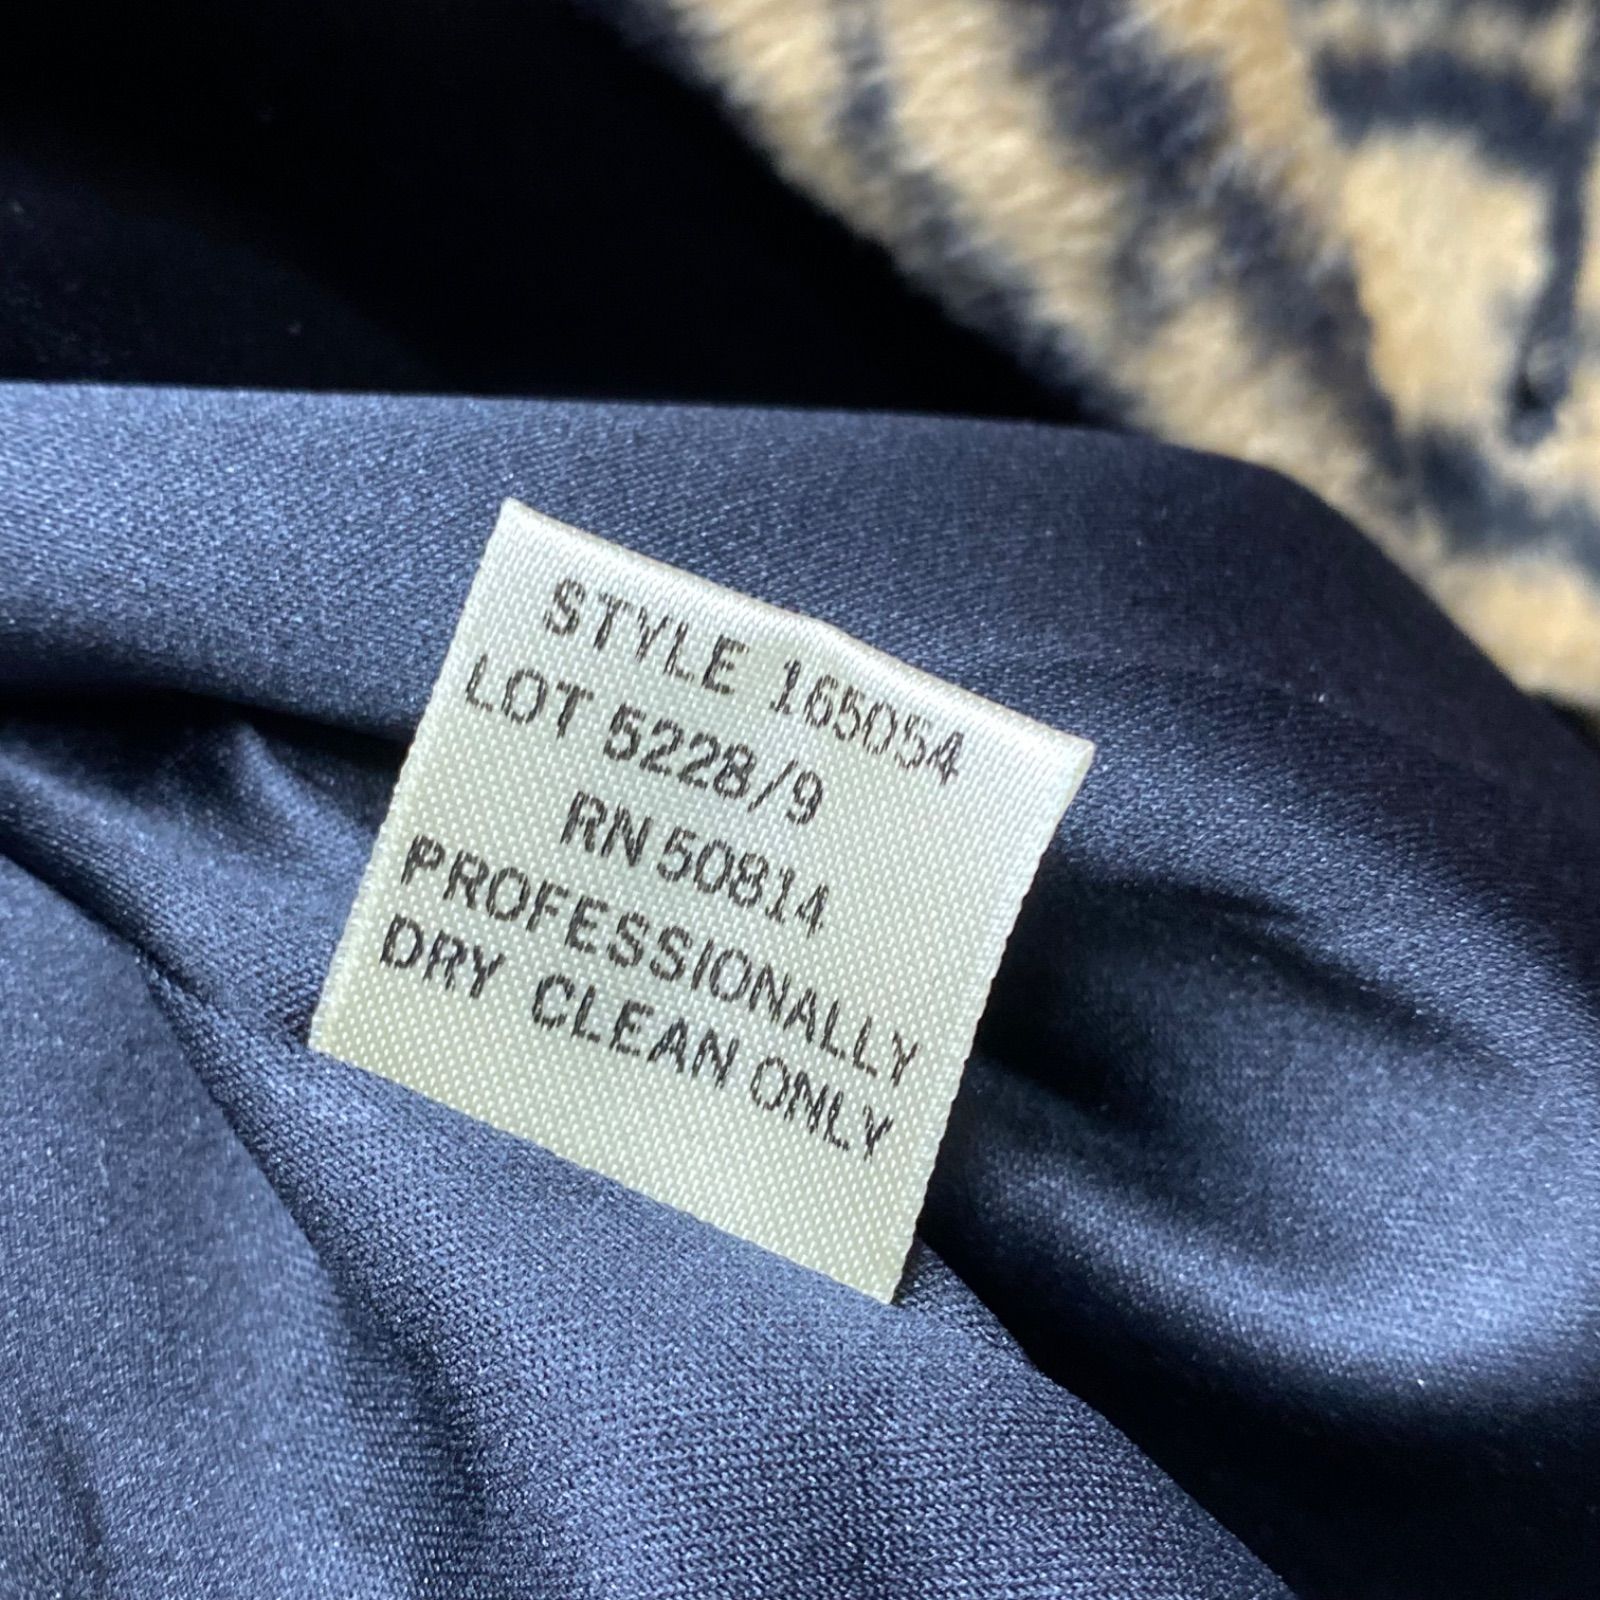 STYLE 165054
LOT 5228/9
RN 50814
PROFESSIONALLY
DRY CLEAN ONLY